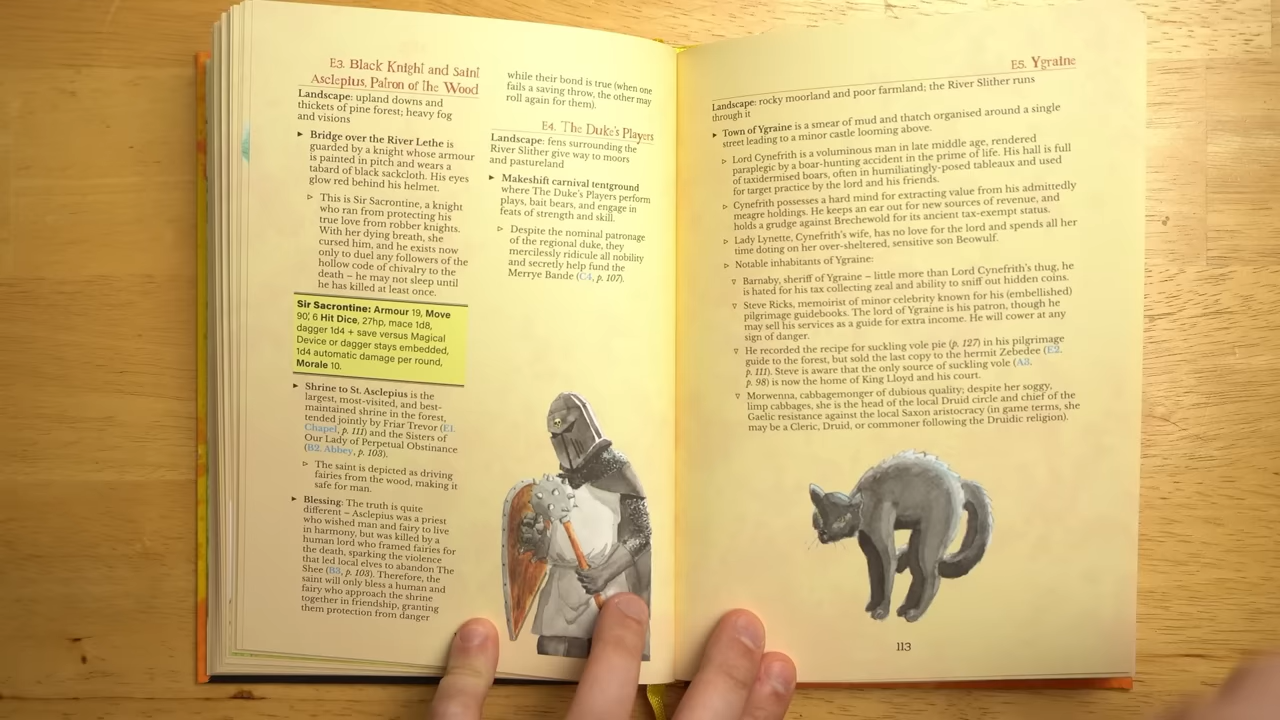 E3. Black Knight and Saint
Asclepius, Patron of the Wood
Landscape: upland downs and
thickets of pine forest; heavy fog
and visions
▸ Bridge over the River Lethe is
guarded by a knight whose armour
is painted in pitch and wears a
tabard of black sackcloth. His eyes
glow red behind his helmet.
▹ This is Sir Sacrontine, a knight
who ran from protecting his
true love from robber knights.
With her dying breath, she
cursed him, and he exists now
only to duel any followers of the
hollow code of chivalry to the
death – he may not sleep until
he has killed at least once.
Sir Sacrontine: Armour 19, Move
90', 6 Hit Dice, 27hp, mace 1d8,
dagger 1d4 + save versus Magical
Device or dagger stays embedded,
1d4 automatic damage per round,
Morale 10.
▸ Shrine to St. Asclepius is the
largest, most-visited, and best-
maintained shrine in the forest,
tended jointly by Friar Trevor (E1.
Chapel, p. 111) and the Sisters of
Our Lady of Perpetual Obstinance
(B2. Abbey, p. 103).
▹ The saint is depicted as driving
fairies from the wood, making it
safe for man.
▸ Blessing: The truth is quite
different – Asclepius was a priest
who wished man and fairy to live
in harmony, but was killed by a
human lord who framed fairies for
the death, sparking the violence
that led local elves to abandon The
Shee (B3, p. 103). Therefore, the
saint will only bless a human and
fairy who approach the shrine
together in friendship, granting
them protection from danger
while their bond is true (when one
fails a saving throw, the other may
roll again for them).
E4. The Duke's Players
Landscape: fens surrounding the
River Slither give way to moors
and pastureland
▸ Makeshift carnival tentground
where The Duke's Players perform
plays, bait bears, and engage in
feats of strength and skill.
▹ Despite the nominal patronage
of the regional duke, they
mercilessly ridicule all nobility
and secretly help fund the
Merrye Bande (C4, p. 107).
E5. Ygraine
Landscape: rocky moorland and poor farmland; the River Slither runs
through it
▸ Town of Ygraine is a smear of mud and thatch organised around a single
street leading to a minor castle looming above.
▹ Lord Cynefrith is a voluminous man in late middle age, rendered
paraplegic by a boar-hunting accident in the prime of life. His hall is full
of taxidermised boars, often in humiliatingly-posed tableaux and used
for target practice by the lord and his friends.
▹ Cynefrith possesses a hard mind for extracting value from his admittedly
meagre holdings. He keeps an ear out for new sources of revenue, and
holds a grudge against Brechewold for its ancient tax-exempt status.
▹ Lady Lynette, Cynefrith's wife, has no love for the lord and spends all her
time doting on her over-sheltered, sensitive son Beowulf.
▹ Notable inhabitants of Ygraine:
▿ Barnaby, sheriff of Ygraine – little more than Lord Cynefrith's thug, he
is hated for his tax collecting zeal and ability to sniff out hidden coins.
▿ Steve Ricks, memoirist of minor celebrity known for his (embellished)
pilgrimage guidebooks. The lord of Ygraine is his patron, though he
may sell his services as a guide for extra income. He will cower at any
sign of danger.
▿ He recorded the recipe for suckling vole pie (p. 127) in his pilgrimage
guide to the forest, but sold the last copy to the hermit Zebedee (E2.
p. 111). Steve is aware that the only source of suckling vole (A3,
p. 98) is now the home of King Lloyd and his court.
▿ Morwenna, cabbagemonger of dubious quality; despite her soggy,
limp cabbages, she is the head of the local Druid circle and chief of the
Gaelic resistance against the local Saxon aristocracy (in game terms, she
may be a Cleric, Druid, or commoner following the Druidic religion).
113